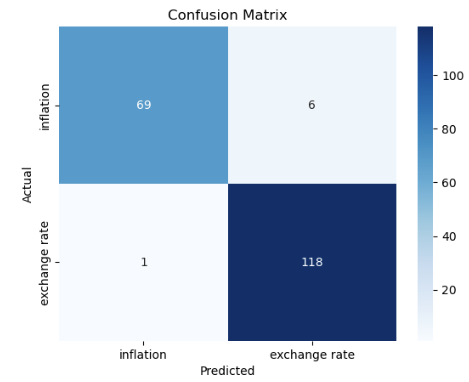 Confusion Matrix
Actual
inflation
69
6
exchange rate
1
118
inflation
exchange rate
Predicted
100
80
60
40
20